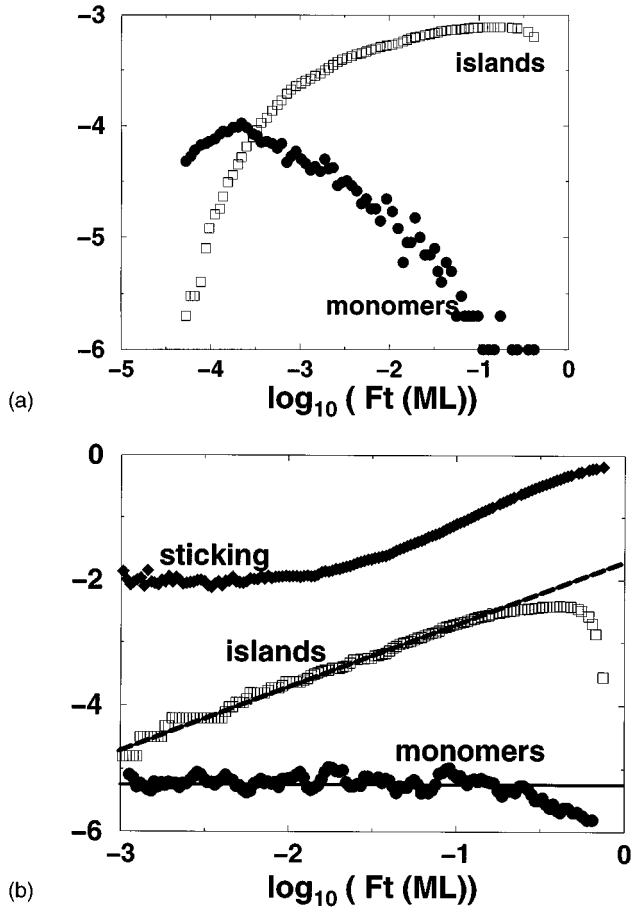 −3
islands
−4
−5
monomers
−6
−5 −4 −3 −2 −1 0
(a)
log10 ( Ft (ML))
0
sticking
−2
islands
−4
monomers
−6
−3 −2 −1 0
(b)
log10 ( Ft (ML))